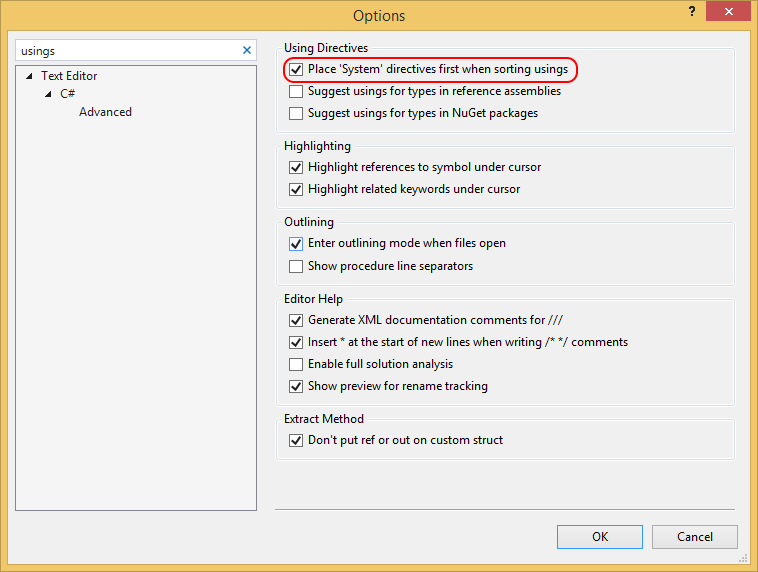 Options
?
usings
Text Editor
C#
Advanced
Using Directives
Place 'System' directives first when sorting usings
Suggest usings for types in reference assemblies
Suggest usings for types in NuGet packages
Highlighting
Highlight references to symbol under cursor
Highlight related keywords under cursor
Outlining
Enter outlining mode when files open
Show procedure line separators
Editor Help
Generate XML documentation comments for ///
Insert * at the start of new lines when writing /* */ comments
Enable full solution analysis
Show preview for rename tracking
Extract Method
Don't put ref or out on custom struct
OK
Cancel